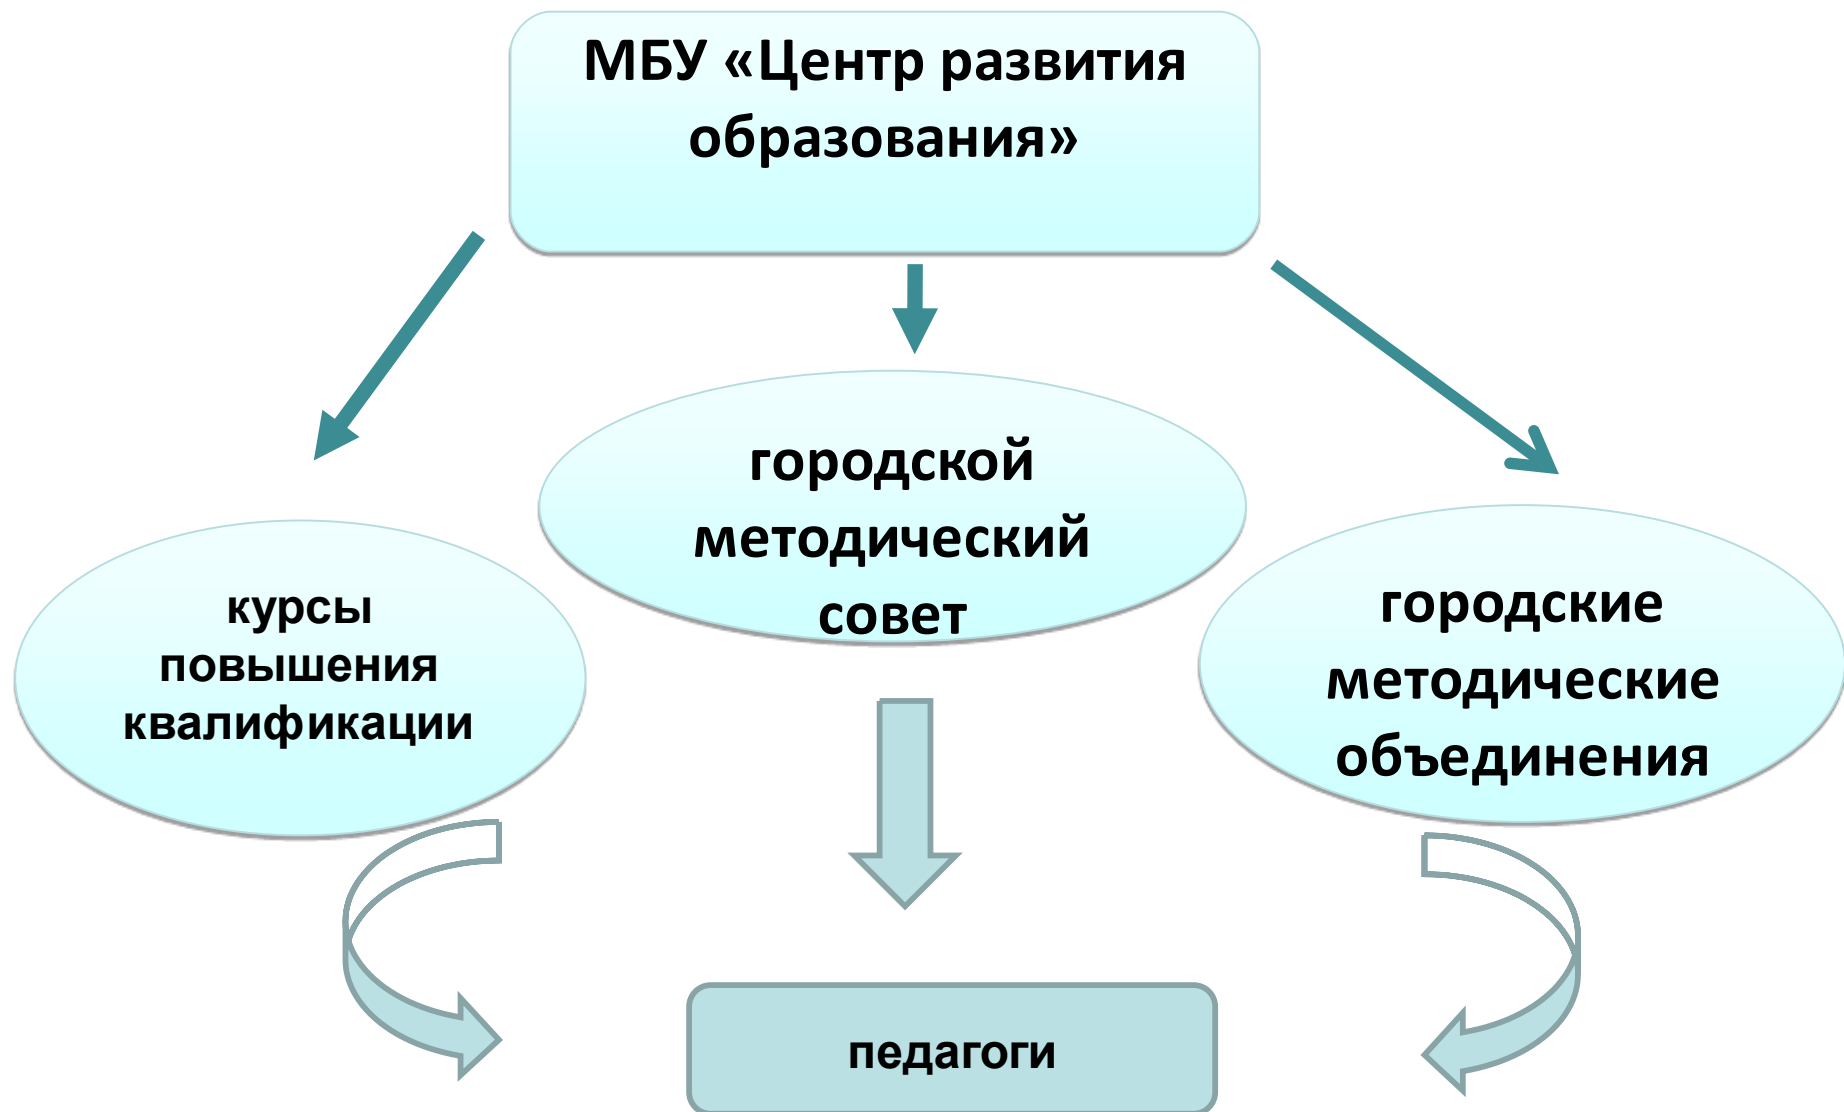 МБУ «Центр развития
образования»
городской
методический
совет
курсы
повышения
квалификации
городские
методические
объединения
педагоги